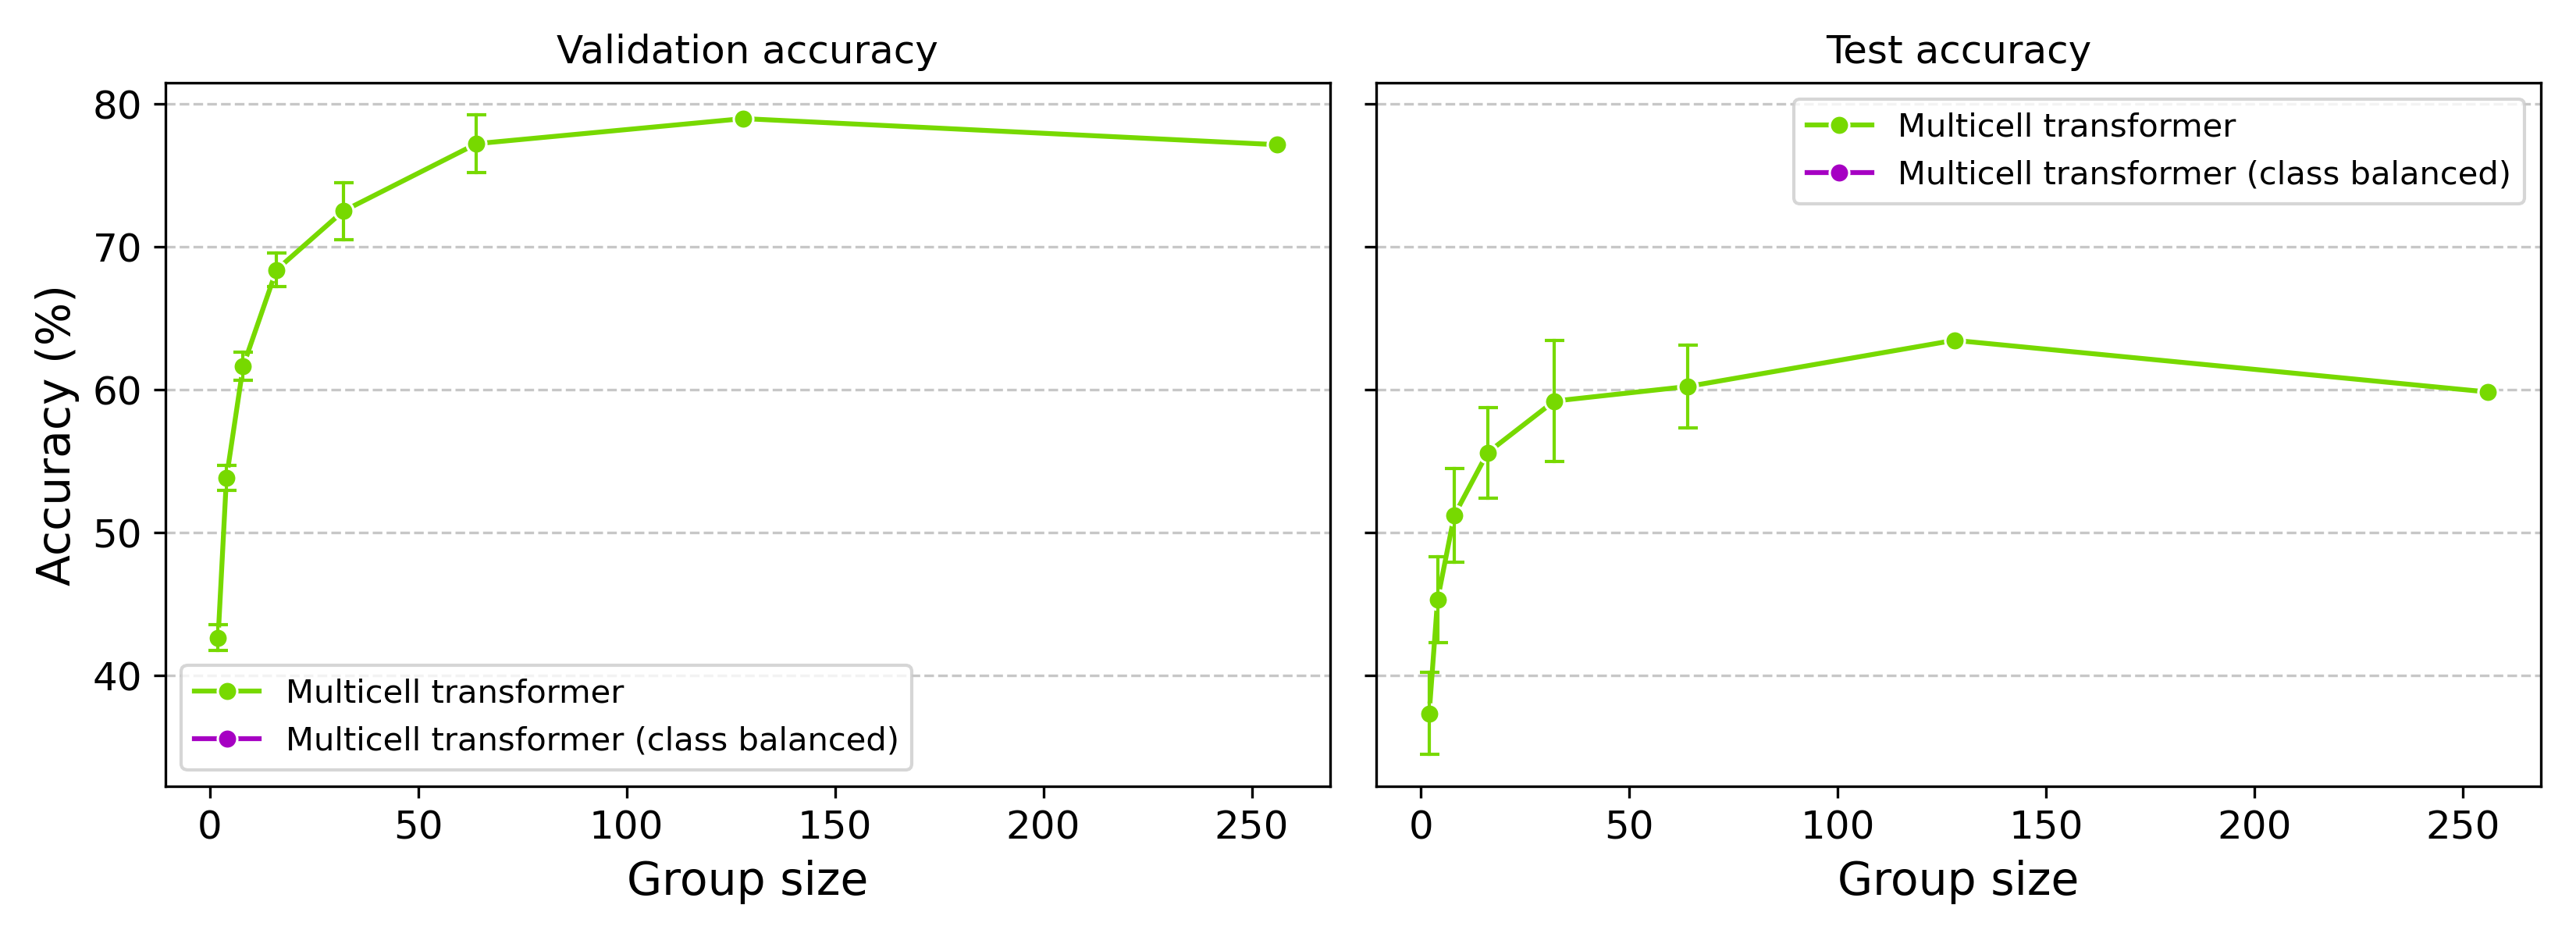 Validation accuracy
Accuracy (%)
80
70
60
50
40
Multicell transformer
Multicell transformer (class balanced)
0 50 100 150 200 250
Group size
Test accuracy
Multicell transformer
Multicell transformer (class balanced)
0 50 100 150 200 250
Group size